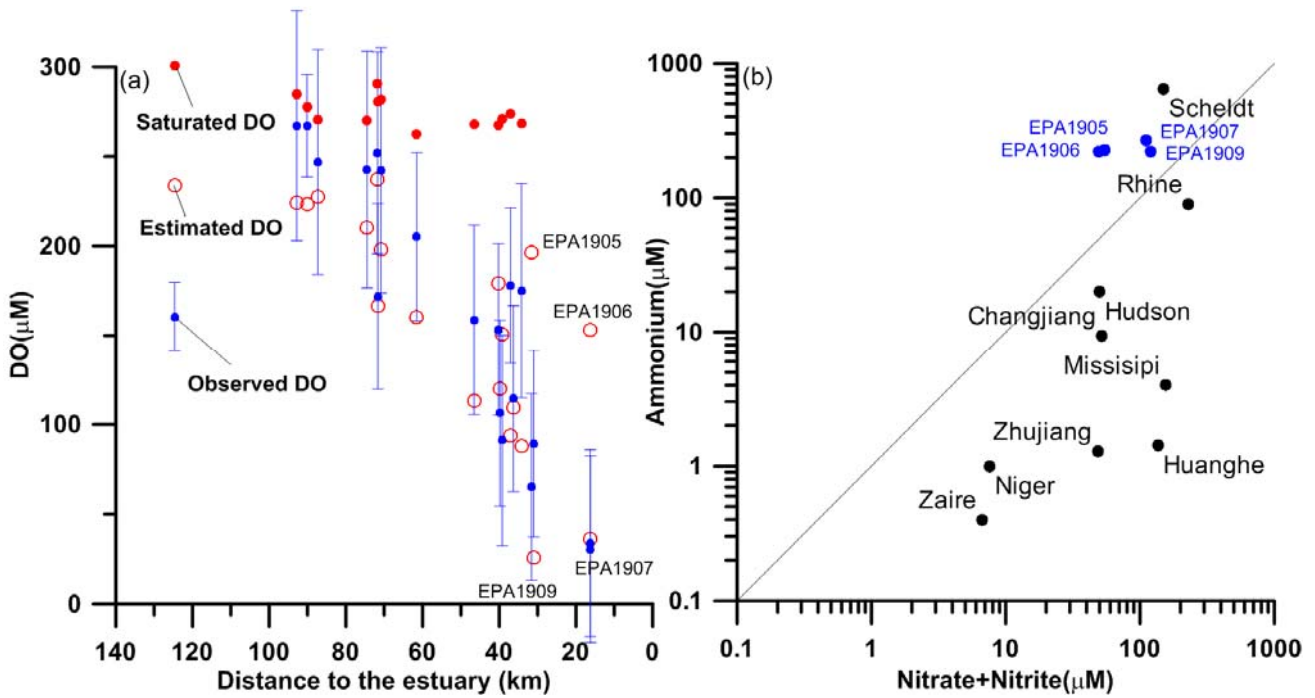 (a)
300
200
100
0
DO(μM)
Saturated DO
Estimated DO
Observed DO
EPA1905
EPA1906
EPA1907
EPA1909
140 120 100 80 60 40 20 0
Distance to the estuary (km)
(b)
1000
100
10
1
0.1
Ammonium(μM)
Scheldt
EPA1905
EPA1907
EPA1906
EPA1909
Rhine
Hudson
Changjiang
Missisipi
Zhujiang
Huanghe
Niger
Zaire
0.1 1 10 100 1000
Nitrate+Nitrite(μM)